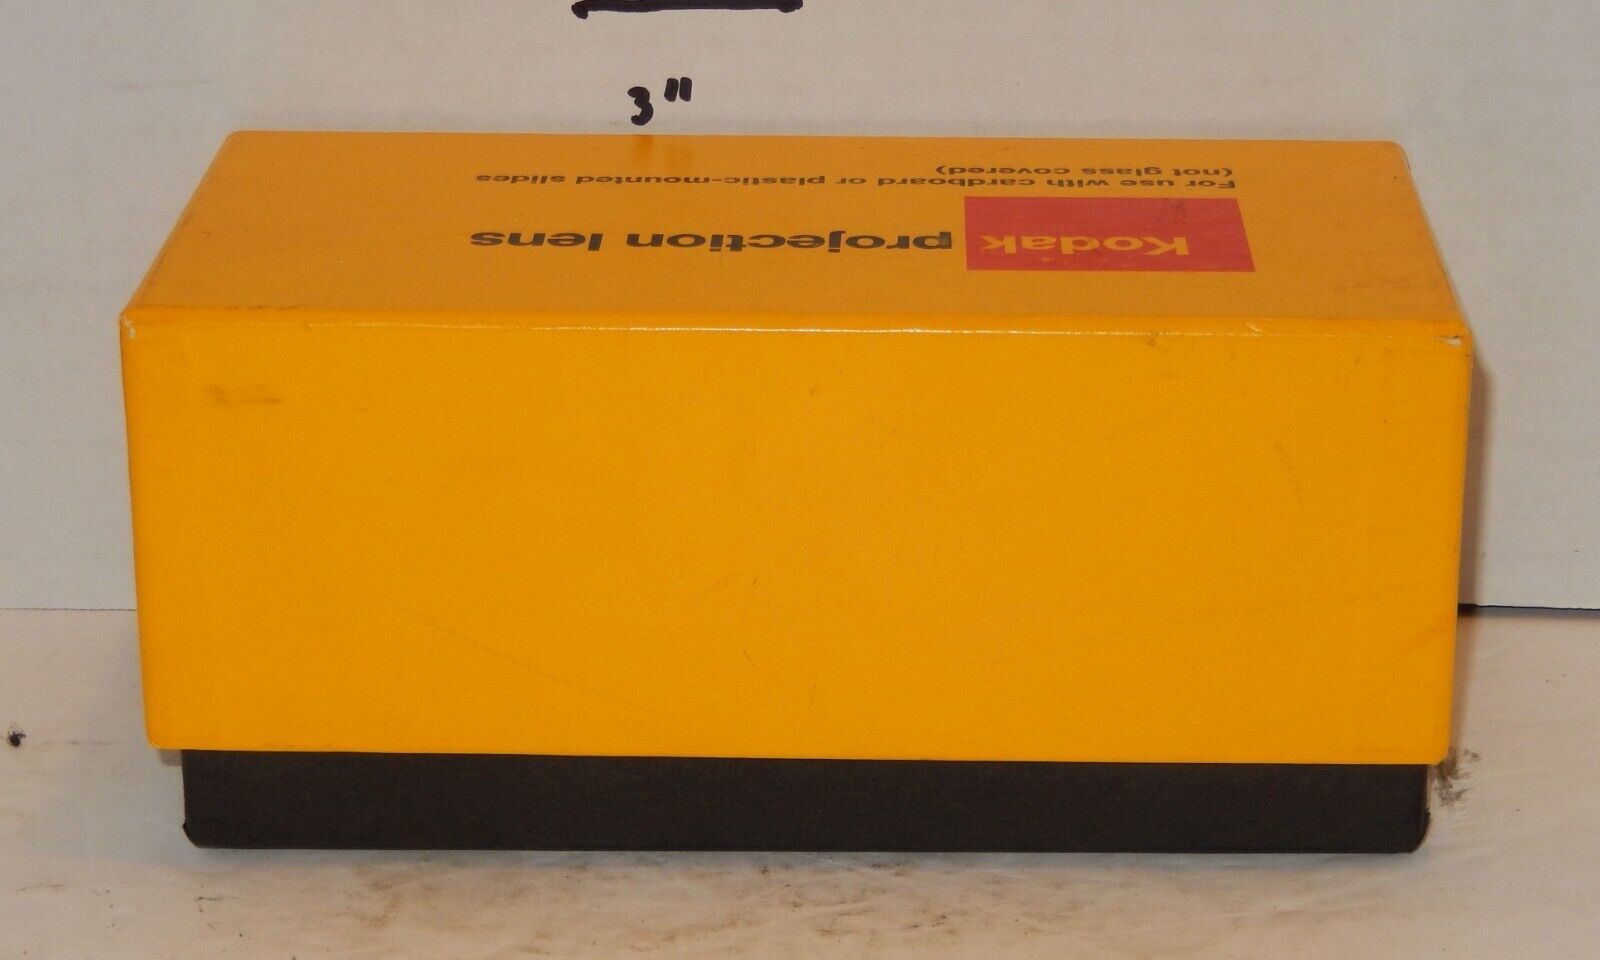 3"
Kodak projection lens
For use with cardboard or plastic-mounted slides
(not glass covered)